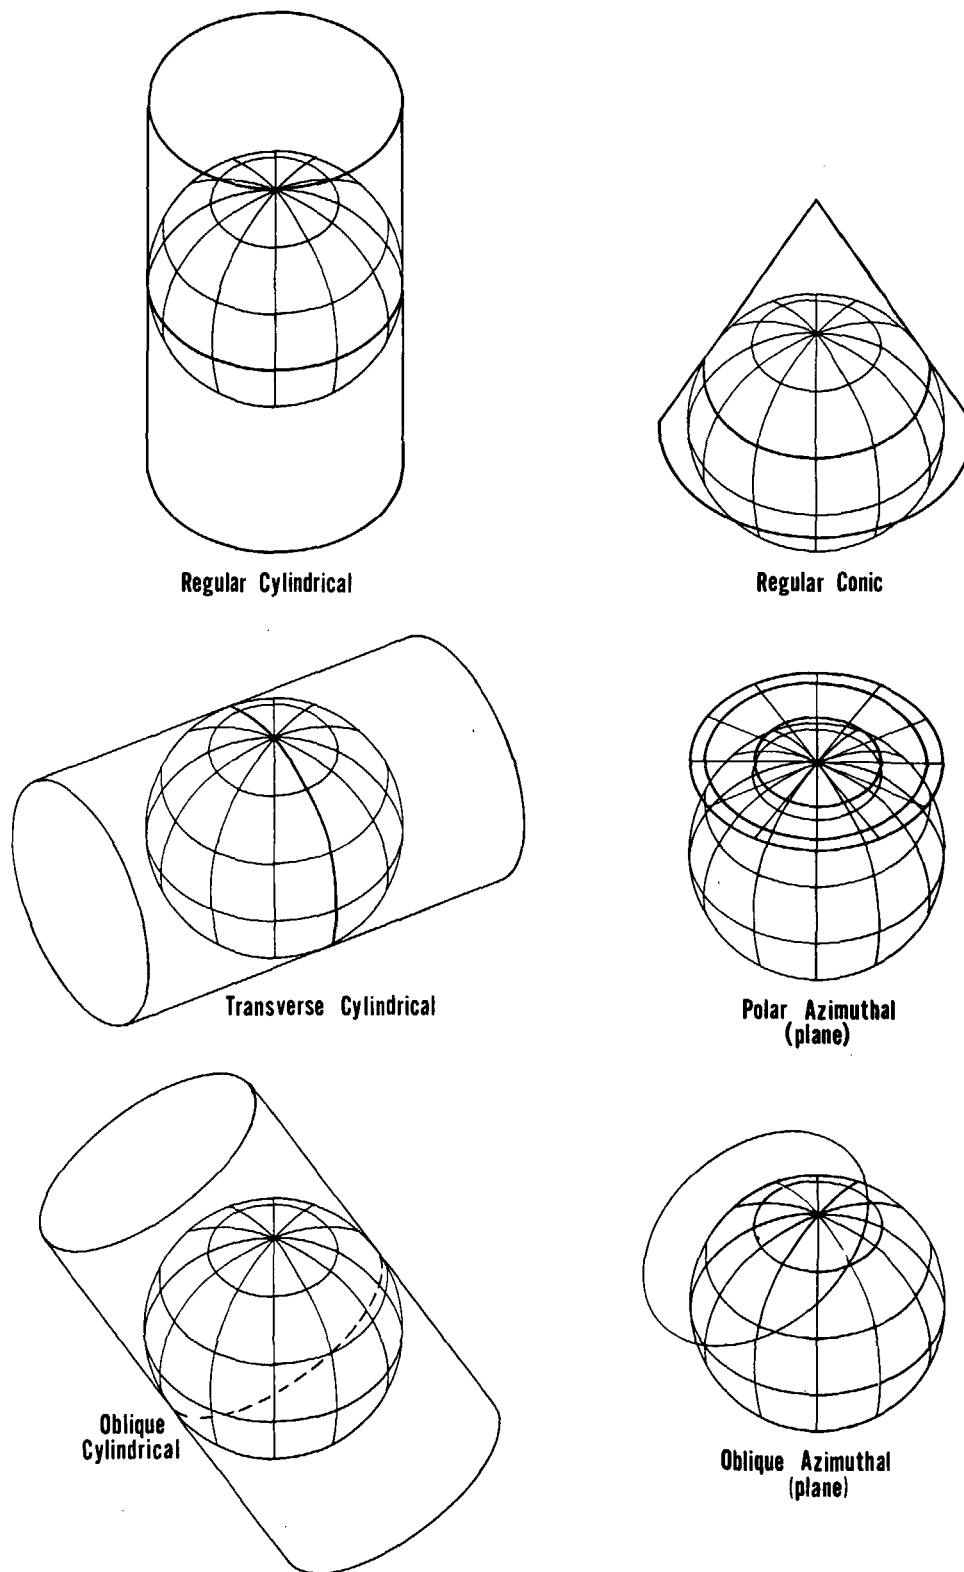 Regular Cylindrical
Regular Conic
Transverse Cylindrical
Polar Azimuthal
(plane)
Oblique
Cylindrical
Oblique Azimuthal
(plane)